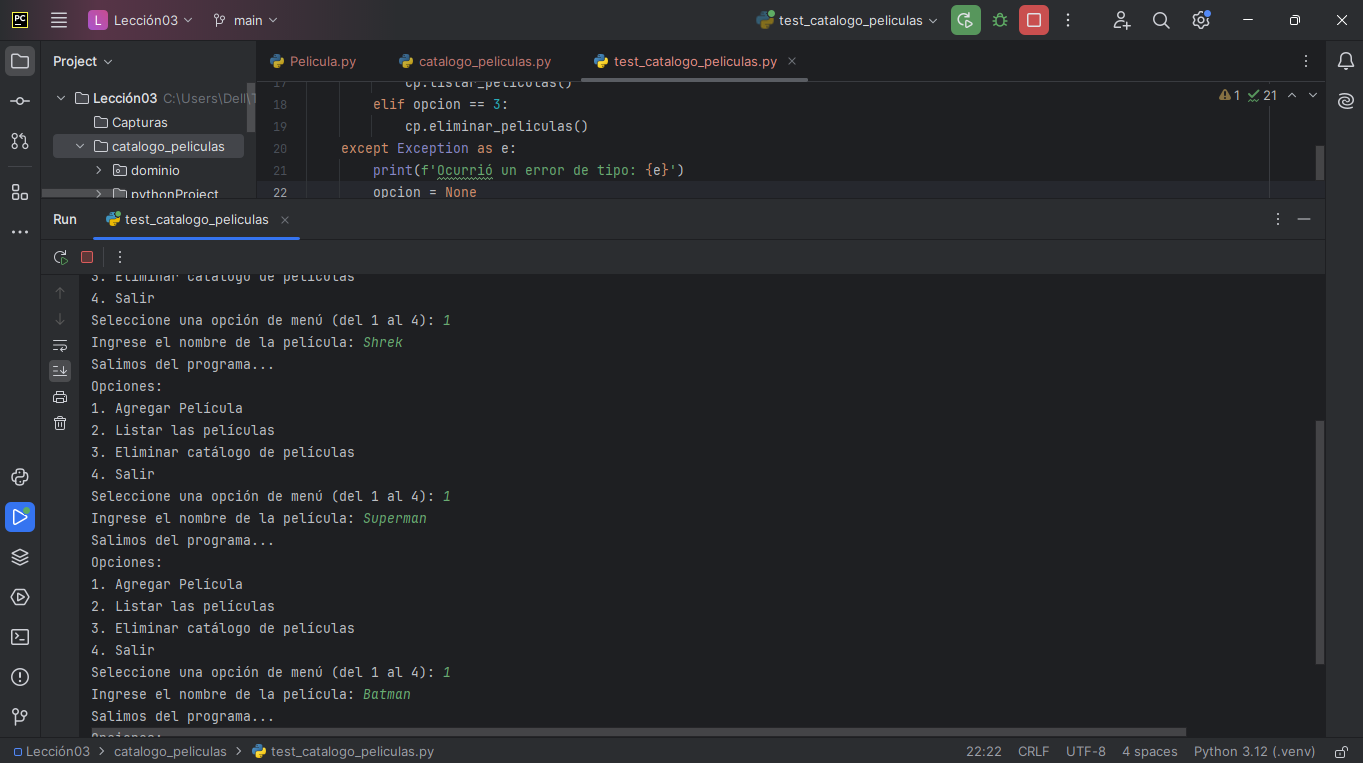 PC
L
Lección03
main
test_catalogo_peliculas
Project
Pelicula.py
catalogo_peliculas.py
test_catalogo_peliculas.py
Lección03 C:\Users\Dell\
Capturas
catalogo_peliculas
dominio
pythonProject
17 cp.listar_peliculas()
18 elif opcion == 3:
19 cp.eliminar_peliculas()
20 except Exception as e:
21 print(f'Ocurrió un error de tipo: {e}')
22 opcion = None
1 21
Run
test_catalogo_peliculas
3. Eliminar catálogo de películas
4. Salir
Seleccione una opción de menú (del 1 al 4): 1
Ingrese el nombre de la película: Shrek
Salimos del programa...
Opciones:
1. Agregar Película
2. Listar las películas
3. Eliminar catálogo de películas
4. Salir
Seleccione una opción de menú (del 1 al 4): 1
Ingrese el nombre de la película: Superman
Salimos del programa...
Opciones:
1. Agregar Película
2. Listar las películas
3. Eliminar catálogo de películas
4. Salir
Seleccione una opción de menú (del 1 al 4): 1
Ingrese el nombre de la película: Batman
Salimos del programa...
Opciones:
Lección03 > catalogo_peliculas > test_catalogo_peliculas.py
22:22 CRLF UTF-8 4 spaces Python 3.12 (.venv)